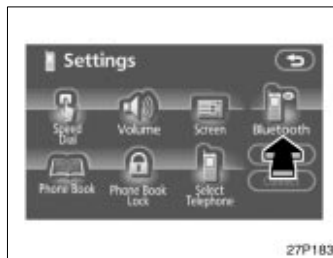 Settings
Speed Dial
Volume
Screen
Bluetooth
Phone Book
Phone Book Lock
Select Telephone
27P183